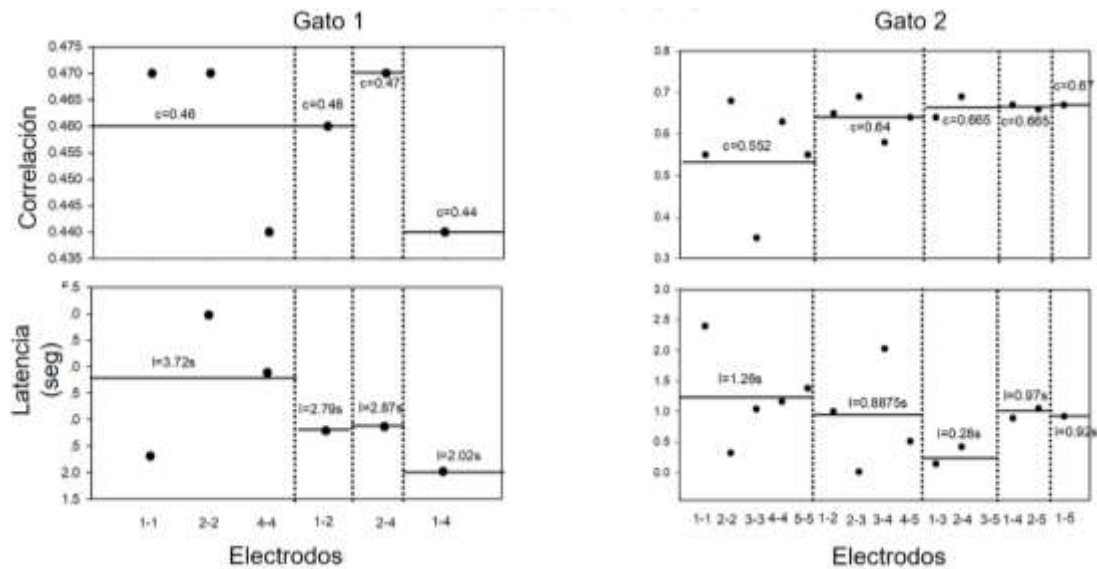 Gato 1
Correlación
0.475
0.470
0.465
0.460
0.455
0.450
0.445
0.440
0.435
c=0.46
c=0.46
c=0.47
c=0.44
Latencia
(seg)
.5
.0
.5
.0
.5
.0
.5
2.0
1.5
l=3.72s
l=2.79s
l=2.87s
l=2.02s
1-1 2-2 4-4 1-2 2-4 1-4
Electrodos
Gato 2
0.8
0.7
0.6
0.5
0.4
0.3
c=0.552
c=0.64
c=0.665
c=0.665
c=0.67
3.0
2.5
2.0
1.5
1.0
0.5
0.0
l=1.26s
l=0.8875s
l=0.28s
l=0.97s
l=0.92s
1-1 2-2 3-3 4-4 5-5 1-2 2-3 3-4 4-5 1-3 2-4 3-5 1-4 2-5 1-5
Electrodos